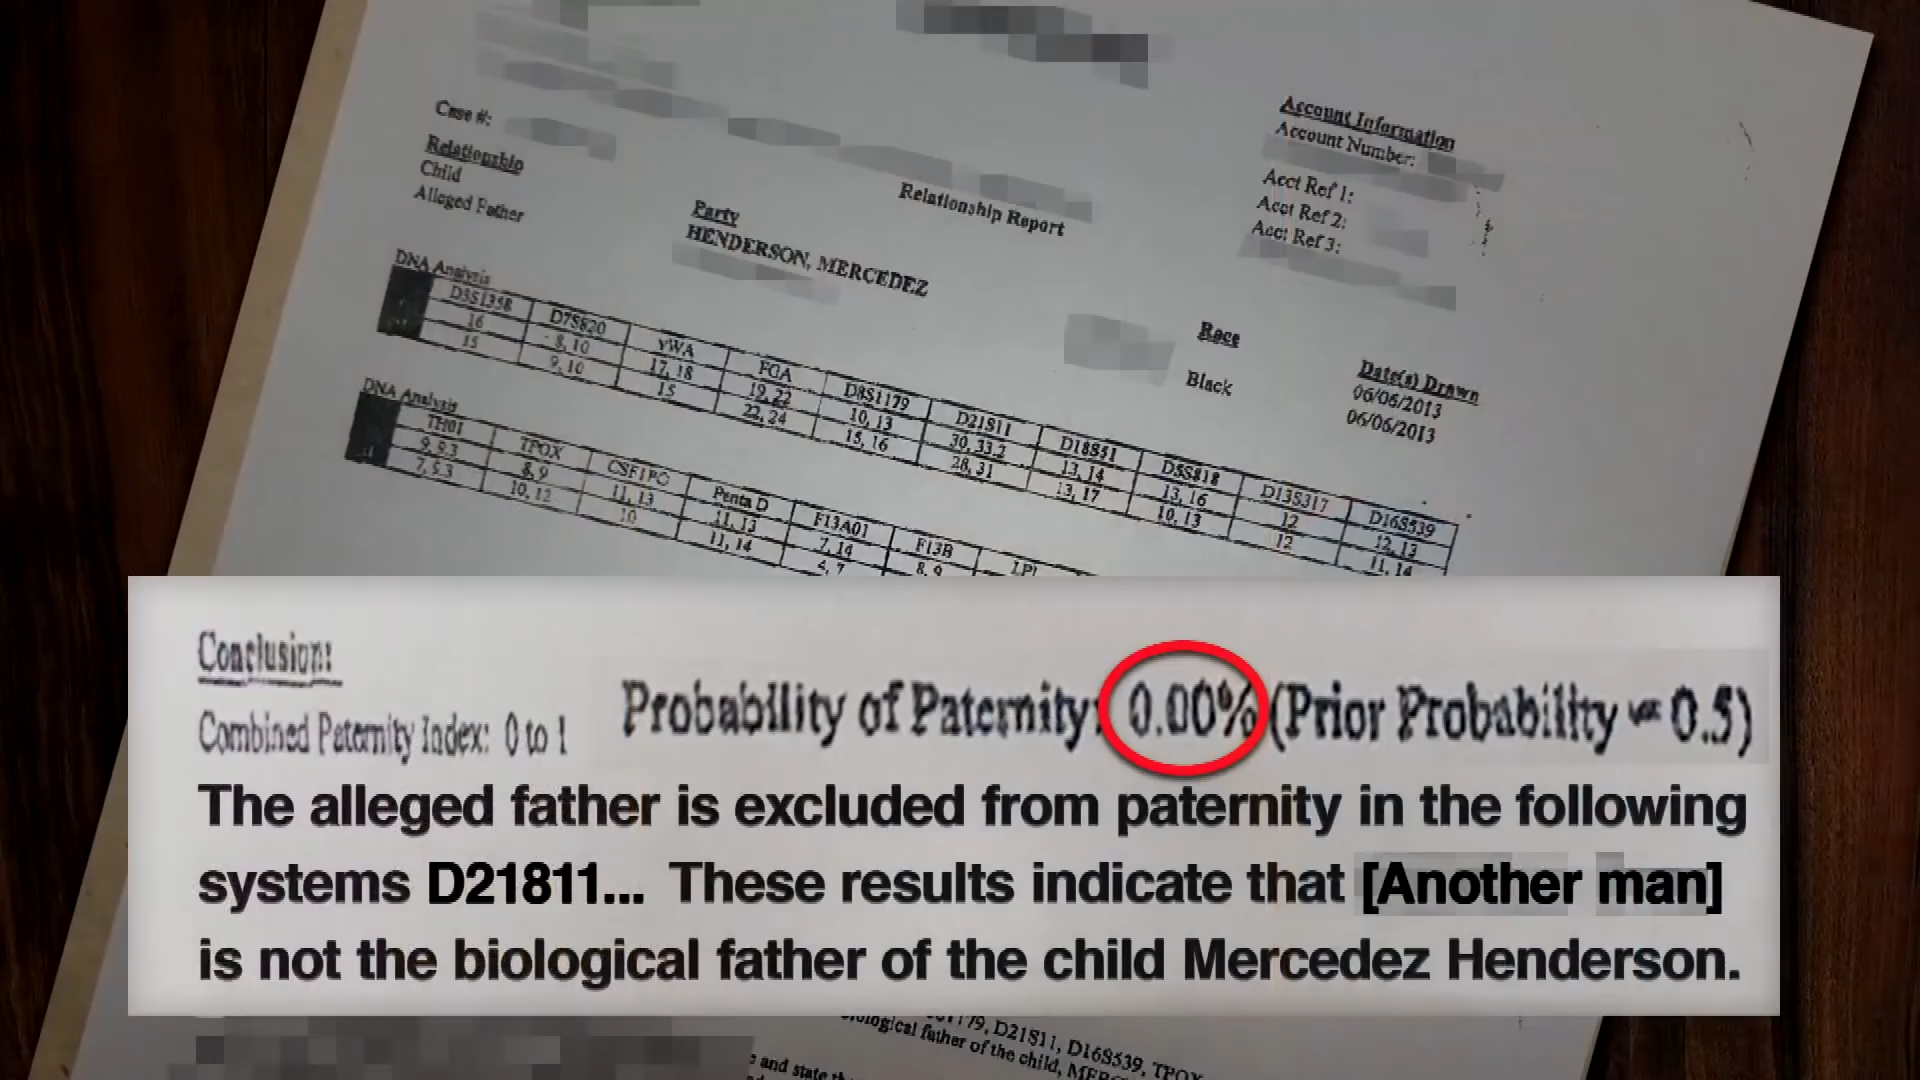 Case #:
Relationship
Child
Alleged Father
Party
HENDERSON, MERCEDEZ
Relationship Report
Account Information
Account Number:
Acct Ref 1:
Acct Ref 2:
Acct Ref 3:
Race
Black
Date(s) Drawn
06/06/2013
06/06/2013
DNA Analysis
D3S1358 D7S820 vWA FGA D8S1179 D21S11 D18S51 D5S818 D13S317 D16S539
16 8, 10 17, 18 19, 22 10, 13 30, 33.2 13, 14 13, 16 12 12, 13
15 9, 10 15 22, 24 15, 16 28, 31 13, 17 10, 13 12 11, 14
DNA Analysis
TH01 TPOX CSF1PO Penta D F13A01 F13B LPL
9, 9.3 8, 9 11, 13 11, 13 7, 14 8, 9
10, 12 10 11, 14 4, 7
Conclusion:
Combined Paternity Index: 0 to 1
Probability of Paternity: 0.00% (Prior Probability = 0.5)
The alleged father is excluded from paternity in the following
systems D21811... These results indicate that [Another man]
is not the biological father of the child Mercedez Henderson.
D21S11, D16S539, TPOX
biological father of the child,
and state